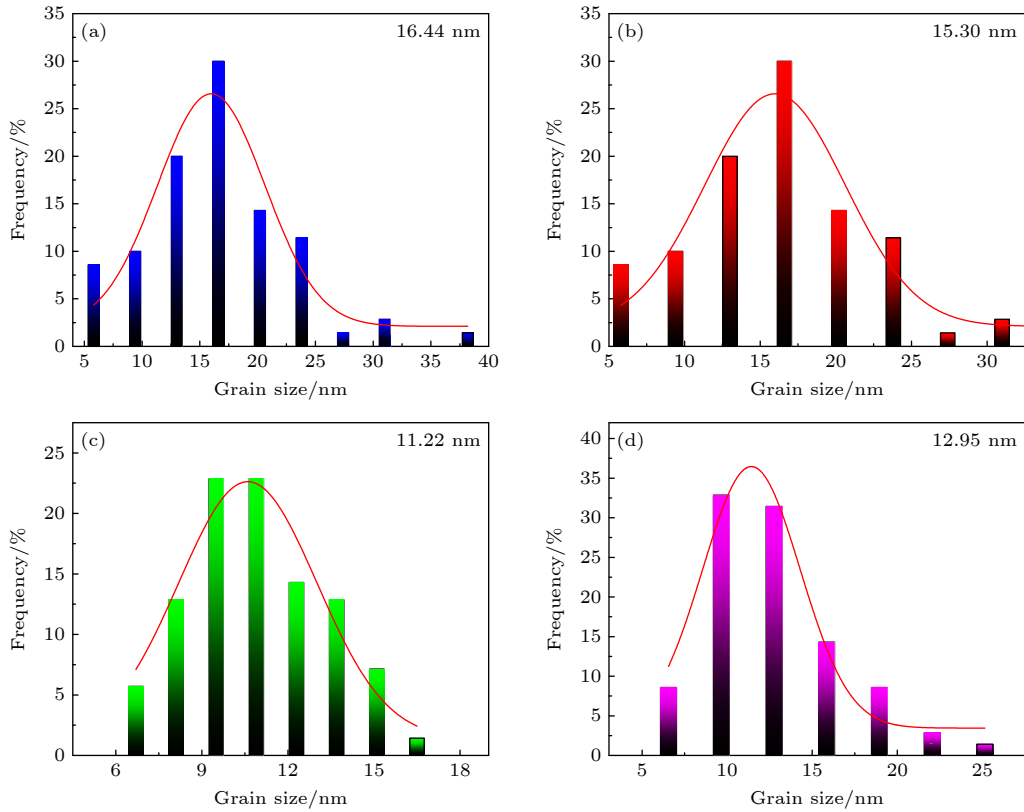 (a)
16.44 nm
35
30
25
20
15
10
5
0
Frequency/%
5 10 15 20 25 30 35 40
Grain size/nm
(b)
15.30 nm
35
30
25
20
15
10
5
0
Frequency/%
5 10 15 20 25 30
Grain size/nm
(c)
11.22 nm
25
20
15
10
5
0
Frequency/%
6 9 12 15 18
Grain size/nm
(d)
12.95 nm
40
35
30
25
20
15
10
5
0
Frequency/%
5 10 15 20 25
Grain size/nm